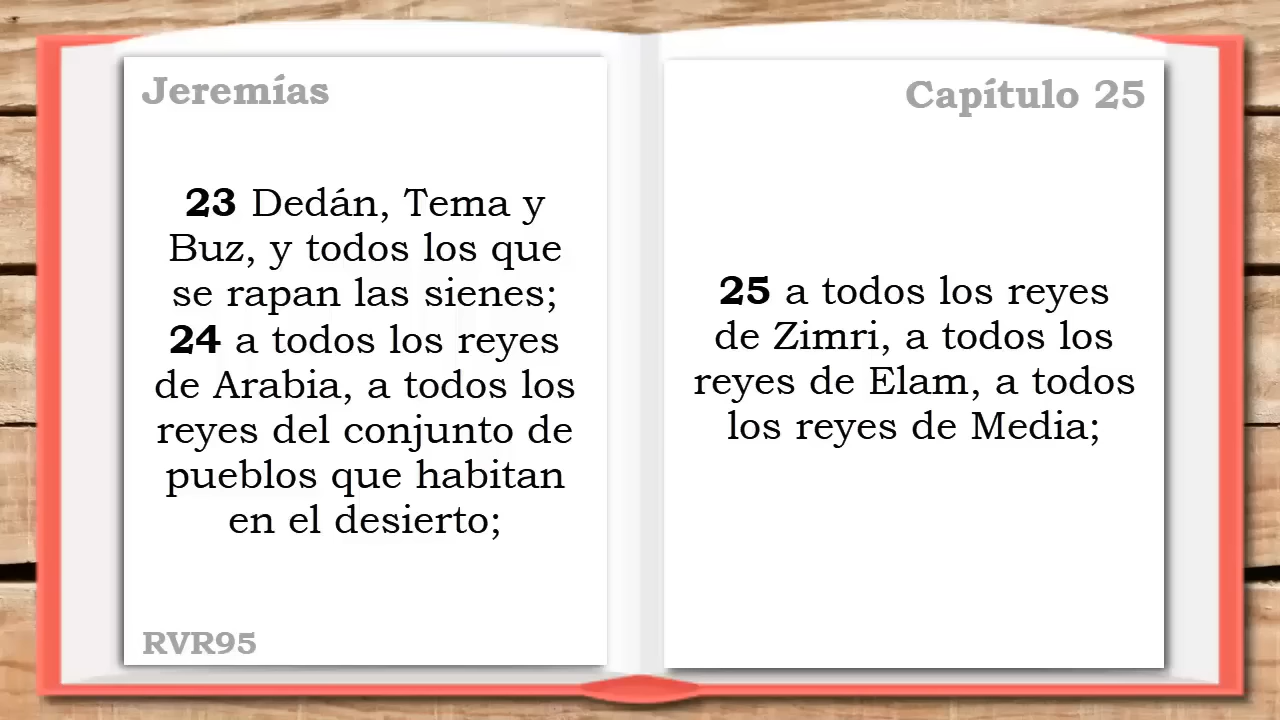 Jeremías
23 Dedán, Tema y
Buz, y todos los que
se rapan las sienes;
24 a todos los reyes
de Arabia, a todos los
reyes del conjunto de
pueblos que habitan
en el desierto;
RVR95
Capítulo 25
25 a todos los reyes
de Zimri, a todos los
reyes de Elam, a todos
los reyes de Media;